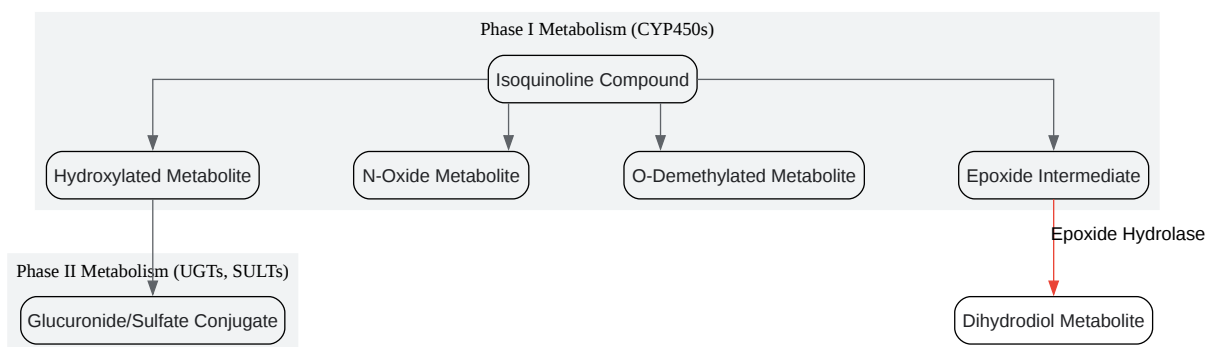 Phase I Metabolism (CYP450s)
Isoquinoline Compound
Hydroxylated Metabolite
N-Oxide Metabolite
O-Demethylated Metabolite
Epoxide Intermediate
Epoxide Hydrolase
Phase II Metabolism (UGTs, SULTs)
Glucuronide/Sulfate Conjugate
Dihydrodiol Metabolite